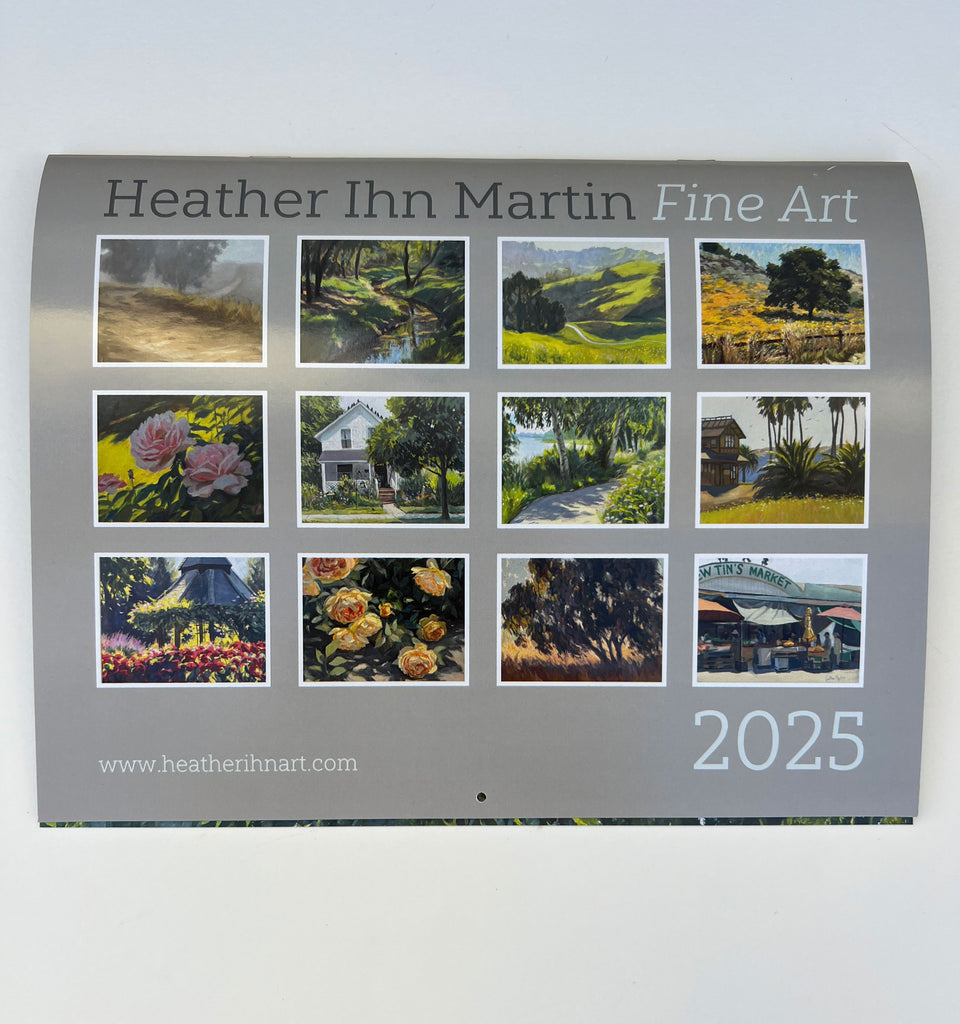 Heather Ihn Martin Fine Art
TIN'S MARKET
www.heatherihnart.com
2025